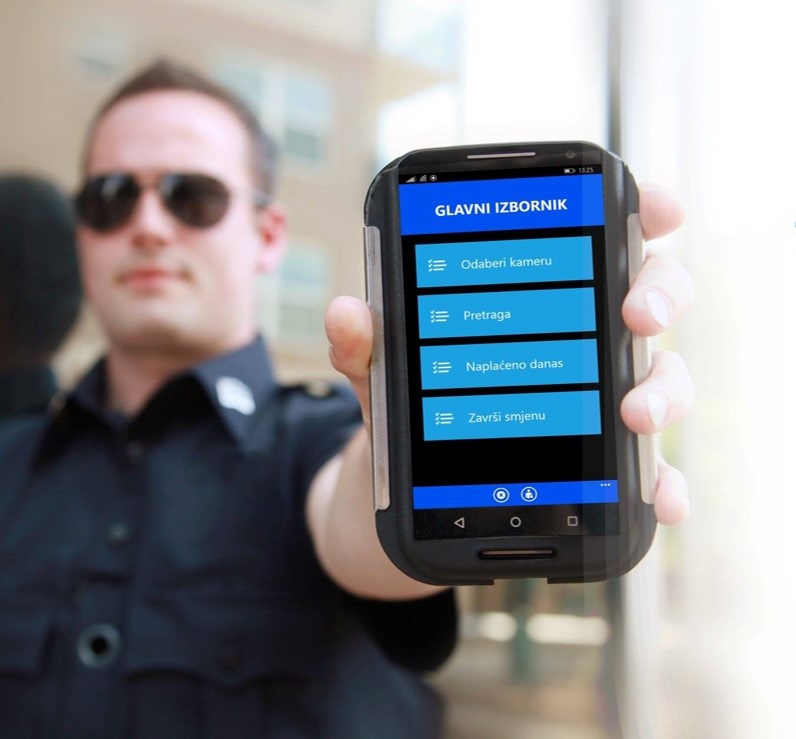 13:25
GLAVNI IZBORNIK
Odaberi kameru
Pretraga
Naplaćeno danas
Završi smjenu